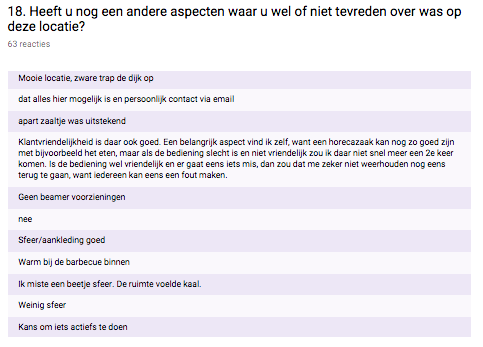 18. Heeft u nog een andere aspecten waar u wel of niet tevreden over was op
deze locatie?
63 reacties
Mooie locatie, zware trap de dijk op
dat alles hier mogelijk is en persoonlijk contact via email
apart zaaltje was uitstekend
Klantvriendelijkheid is daar ook goed. Een belangrijk aspect vind ik zelf, want een horecazaak kan nog zo goed zijn
met bijvoorbeeld het eten, maar als de bediening slecht is en niet vriendelijk zou ik daar niet snel meer een 2e keer
komen. Is de bediening wel vriendelijk en er gaat eens iets mis, dan zou dat me zeker niet weerhouden nog eens
terug te gaan, want iedereen kan eens een fout maken.
Geen beamer voorzieningen
nee
Sfeer/aankleding goed
Warm bij de barbecue binnen
Ik miste een beetje sfeer. De ruimte voelde kaal.
Weinig sfeer
Kans om iets actiefs te doen